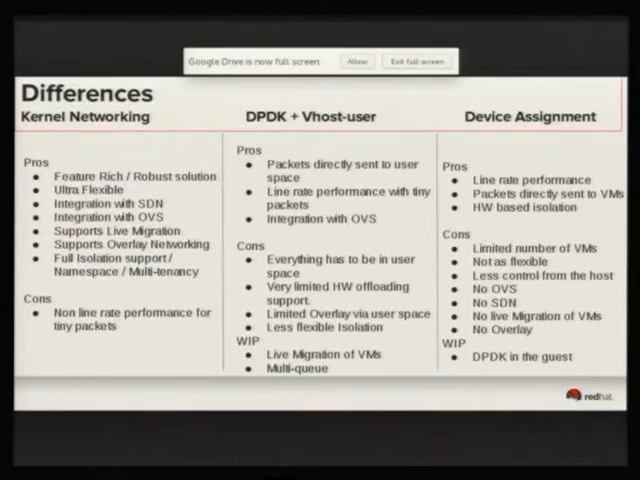 Google Drive is now full screen.
Allow
Exit full screen
Differences
Kernel Networking
DPDK + Vhost-user
Device Assignment
Pros
Feature Rich / Robust solution
Ultra Flexible
Integration with SDN
Integration with OVS
Supports Live Migration
Supports Overlay Networking
Full Isolation support /
Namespace / Multi-tenancy
Cons
Non line rate performance for
tiny packets
Pros
Packets directly sent to user
space
Line rate performance with tiny
packets
Integration with OVS
Cons
Everything has to be in user
space
Very limited HW offloading
support.
Limited Overlay via user space
Less flexible Isolation
WIP
Live Migration of VMs
Multi-queue
Pros
Line rate performance
Packets directly sent to VMs
HW based isolation
Cons
Limited number of VMs
Not as flexible
Less control from the host
No OVS
No SDN
No live Migration of VMs
No Overlay
WIP
DPDK in the guest
redhat.